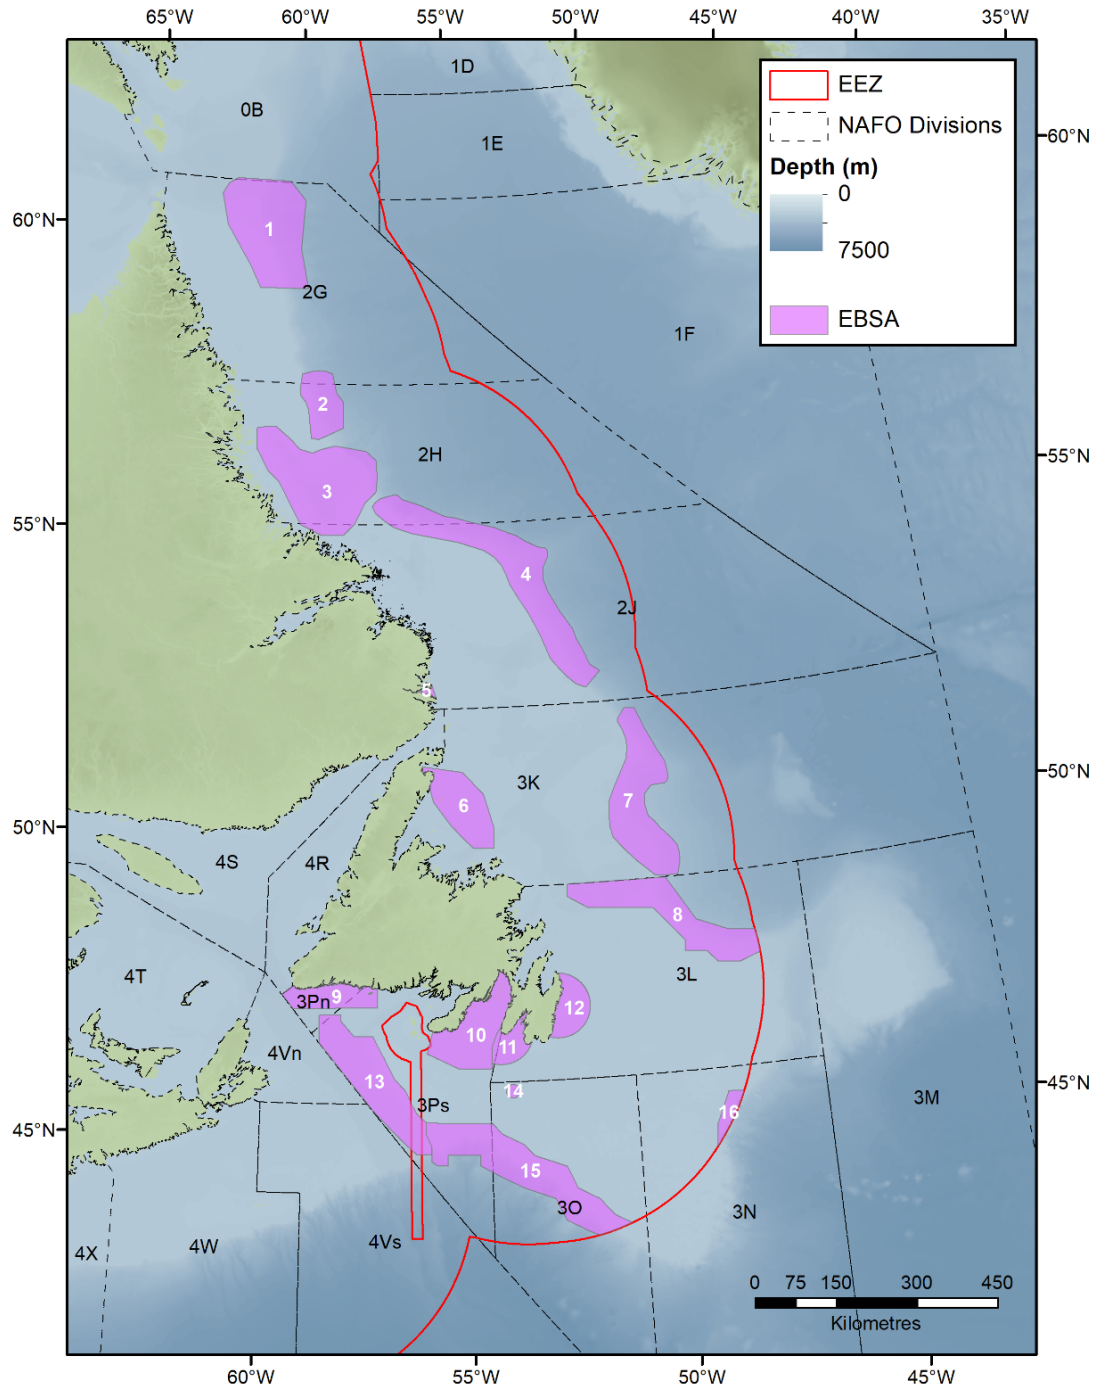 65°W 60°W 55°W 50°W 45°W 40°W 35°W
1D
EEZ
0B
NAFO Divisions
60°N
1E
Depth (m)
0
60°N
1
7500
2G
EBSA
1F
2
2H
55°N
3
55°N
4
2J
5
50°N
3K
6
7
50°N
4S
4R
8
4T
3L
3Pn
9
12
10
11
4Vn
13
14
45°N
3M
3Ps
16
45°N
15
3O
3N
4Vs
4W
4X
0 75 150 300 450
Kilometres
60°W 55°W 50°W 45°W